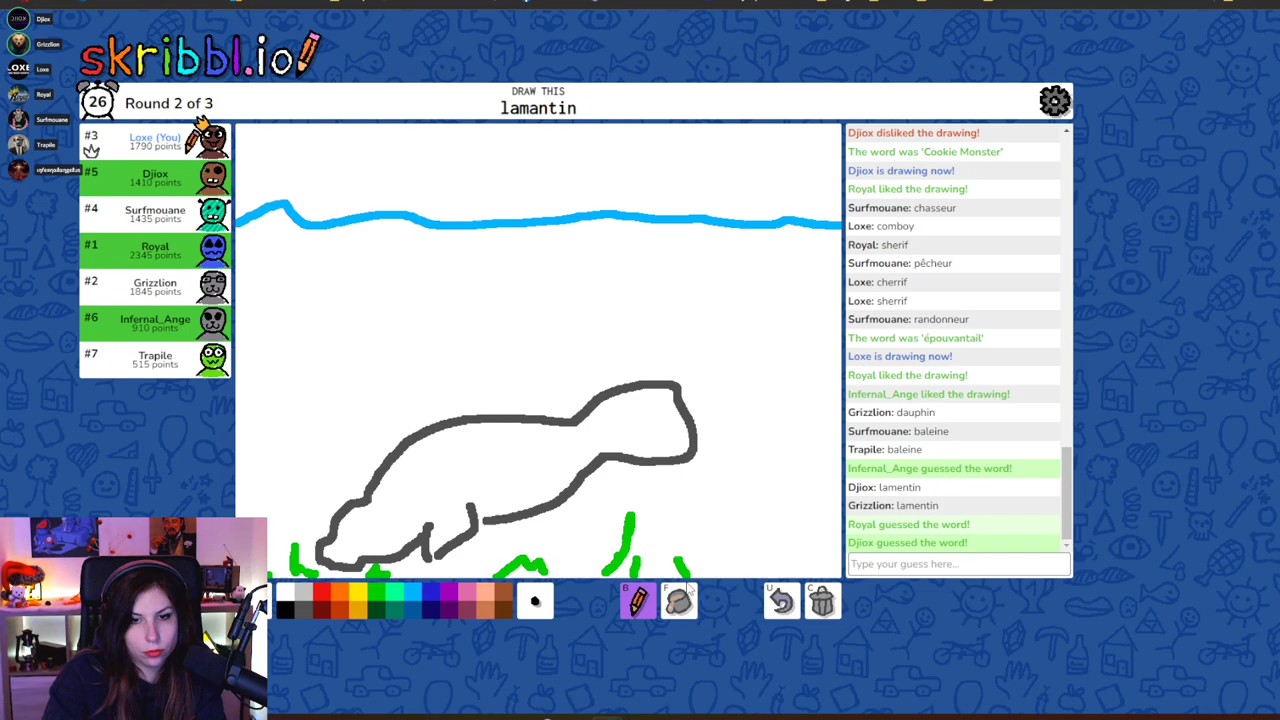 Djiox
Grizzlion
LOXE Loxe
Royal
Surfmouane
Trapile
skribbl.io
26
Round 2 of 3
DRAW THIS
lamantin
#3
Loxe (You)
1790 points
#5
Djiox
1410 points
#4
Surfmouane
1435 points
#1
Royal
2345 points
#2
Grizzlion
1845 points
#6
Infernal_Ange
910 points
#7
Trapile
515 points
Djiox disliked the drawing!
The word was 'Cookie Monster'
Djiox is drawing now!
Royal liked the drawing!
Surfmouane: chasseur
Loxe: comboy
Royal: sherif
Surfmouane: pêcheur
Loxe: cherrif
Loxe: sherrif
Surfmouane: randonneur
The word was 'épouvantail'
Loxe is drawing now!
Royal liked the drawing!
Infernal_Ange liked the drawing!
Grizzlion: dauphin
Surfmouane: baleine
Trapile: baleine
Infernal_Ange guessed the word!
Djiox: lamentin
Grizzlion: lamentin
Royal guessed the word!
Djiox guessed the word!
Type your guess here...
B
F
U
C